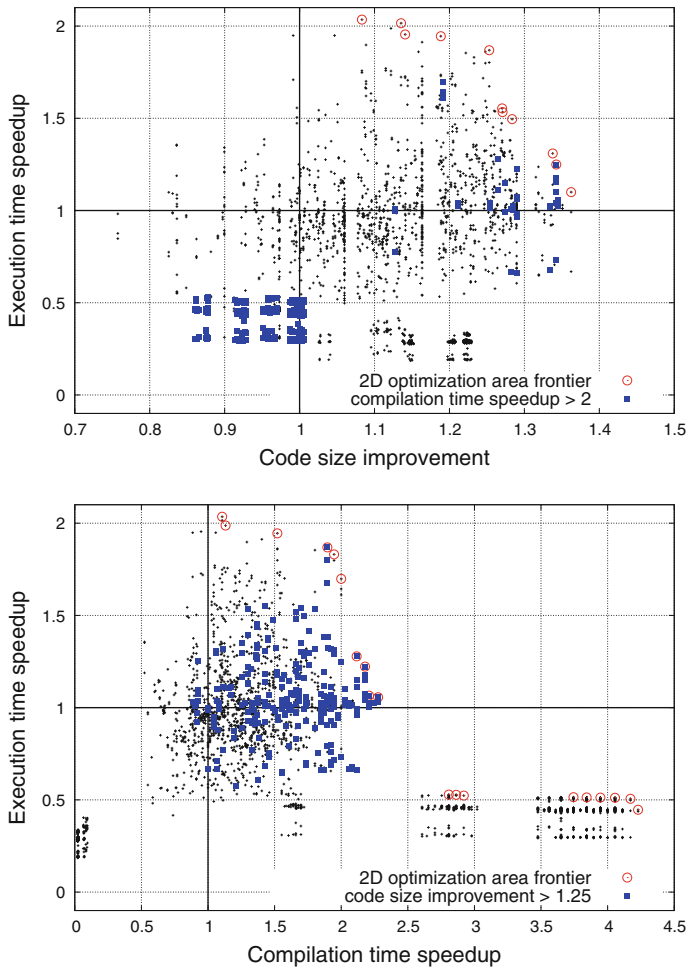 2
1.5
1
0.5
0
Execution time speedup
2D optimization area frontier
compilation time speedup > 2
0.7 0.8 0.9 1 1.1 1.2 1.3 1.4 1.5
Code size improvement
2
1.5
1
0.5
0
Execution time speedup
2D optimization area frontier
code size improvement > 1.25
0 0.5 1 1.5 2 2.5 3 3.5 4 4.5
Compilation time speedup